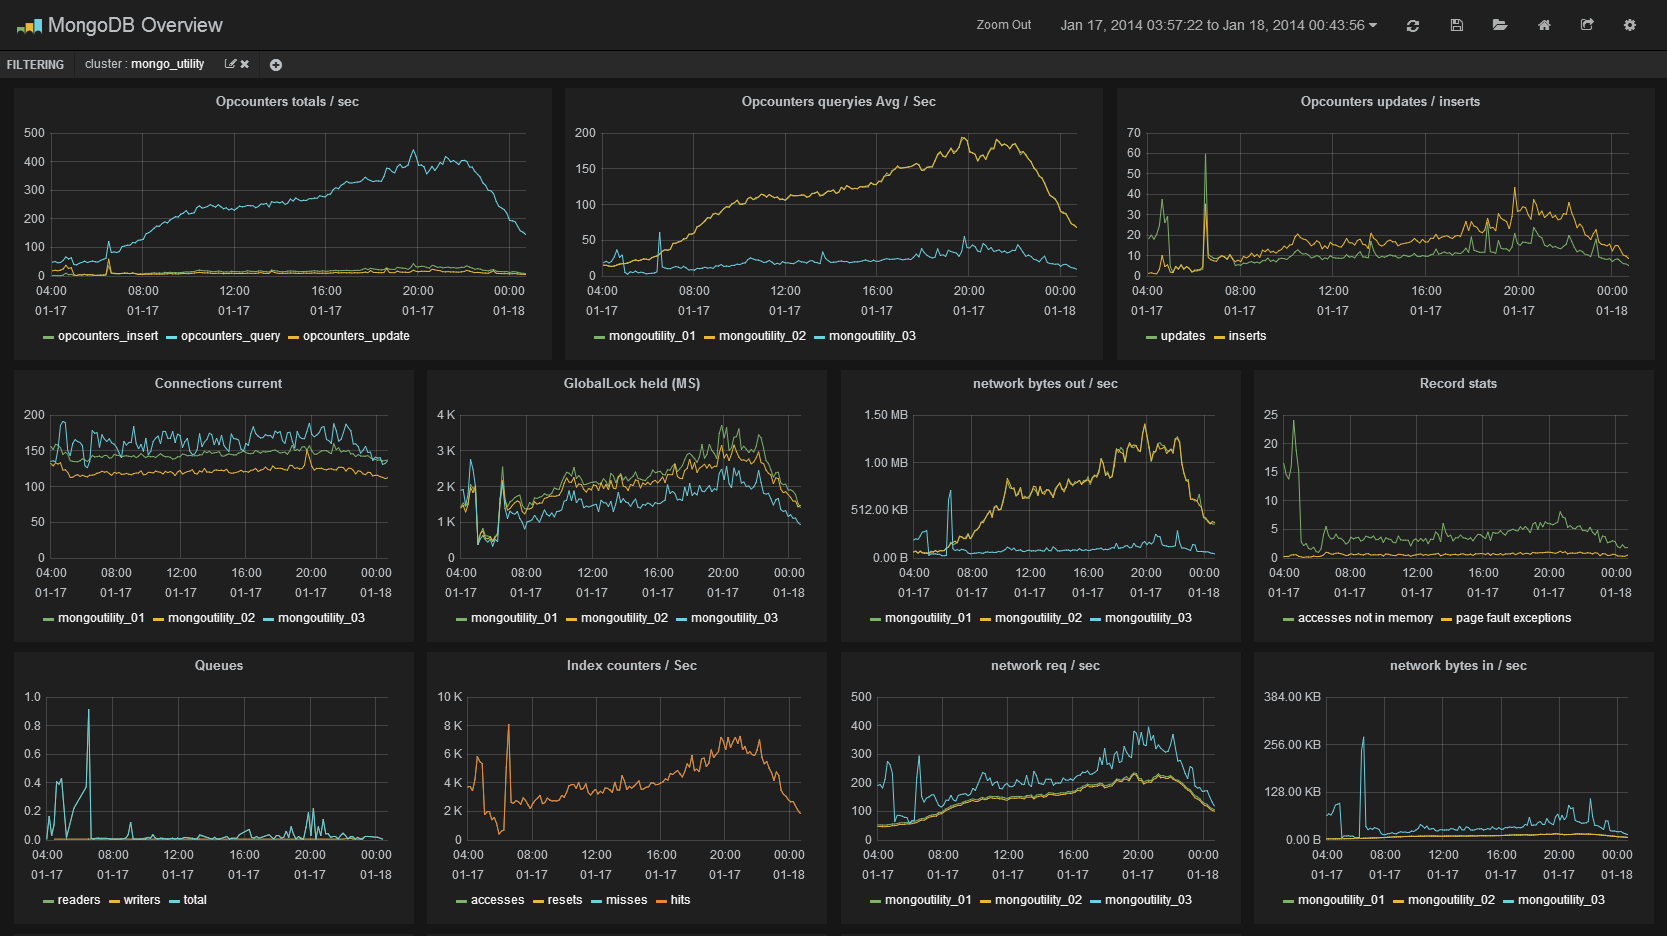 MongoDB Overview
Zoom Out Jan 17, 2014 03:57:22 to Jan 18, 2014 00:43:56
FILTERING cluster : mongo_utility
Opcounters totals / sec
500
400
300
200
100
0
04:00 08:00 12:00 16:00 20:00 00:00
01-17 01-17 01-17 01-17 01-17 01-18
opcounters_insert opcounters_query opcounters_update
Opcounters queryies Avg / Sec
200
150
100
50
0
04:00 08:00 12:00 16:00 20:00 00:00
01-17 01-17 01-17 01-17 01-17 01-18
mongoutility_01 mongoutility_02 mongoutility_03
Opcounters updates / inserts
70
60
50
40
30
20
10
0
04:00 08:00 12:00 16:00 20:00 00:00
01-17 01-17 01-17 01-17 01-17 01-18
updates inserts
Connections current
200
150
100
50
0
04:00 08:00 12:00 16:00 20:00 00:00
01-17 01-17 01-17 01-17 01-17 01-18
mongoutility_01 mongoutility_02 mongoutility_03
GlobalLock held (MS)
4 K
3 K
2 K
1 K
0
04:00 08:00 12:00 16:00 20:00 00:00
01-17 01-17 01-17 01-17 01-17 01-18
mongoutility_01 mongoutility_02 mongoutility_03
network bytes out / sec
1.50 MB
1.00 MB
512.00 KB
0.00 B
04:00 08:00 12:00 16:00 20:00 00:00
01-17 01-17 01-17 01-17 01-17 01-18
mongoutility_01 mongoutility_02 mongoutility_03
Record stats
25
20
15
10
5
0
04:00 08:00 12:00 16:00 20:00 00:00
01-17 01-17 01-17 01-17 01-17 01-18
accesses not in memory page fault exceptions
Queues
1.0
0.8
0.6
0.4
0.2
0.0
04:00 08:00 12:00 16:00 20:00 00:00
01-17 01-17 01-17 01-17 01-17 01-18
readers writers total
Index counters / Sec
10 K
8 K
6 K
4 K
2 K
0
04:00 08:00 12:00 16:00 20:00 00:00
01-17 01-17 01-17 01-17 01-17 01-18
accesses resets misses hits
network req / sec
500
400
300
200
100
0
04:00 08:00 12:00 16:00 20:00 00:00
01-17 01-17 01-17 01-17 01-17 01-18
mongoutility_01 mongoutility_02 mongoutility_03
network bytes in / sec
384.00 KB
256.00 KB
128.00 KB
0.00 B
04:00 08:00 12:00 16:00 20:00 00:00
01-17 01-17 01-17 01-17 01-17 01-18
mongoutility_01 mongoutility_02 mongoutility_03